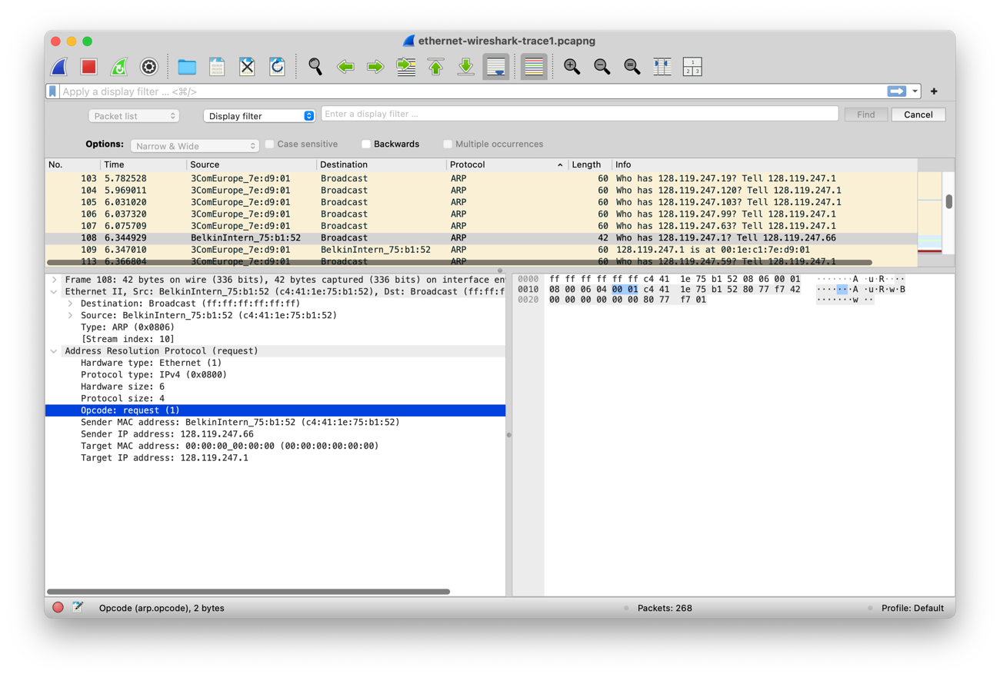 ethernet-wireshark-trace1.pcapng
Apply a display filter ... <⌘/>
Packet list Display filter Enter a display filter ... Find Cancel
Options: Narrow & Wide Case sensitive Backwards Multiple occurrences
No. Time Source Destination Protocol Length Info
103 5.782528 3ComEurope_7e:d9:01 Broadcast ARP 60 Who has 128.119.247.19? Tell 128.119.247.1
104 5.969011 3ComEurope_7e:d9:01 Broadcast ARP 60 Who has 128.119.247.120? Tell 128.119.247.1
105 6.031020 3ComEurope_7e:d9:01 Broadcast ARP 60 Who has 128.119.247.103? Tell 128.119.247.1
106 6.037320 3ComEurope_7e:d9:01 Broadcast ARP 60 Who has 128.119.247.99? Tell 128.119.247.1
107 6.075709 3ComEurope_7e:d9:01 Broadcast ARP 60 Who has 128.119.247.63? Tell 128.119.247.1
108 6.344929 BelkinIntern_75:b1:52 Broadcast ARP 42 Who has 128.119.247.1? Tell 128.119.247.66
109 6.347010 3ComEurope_7e:d9:01 BelkinIntern_75:b1:52 ARP 60 128.119.247.1 is at 00:1e:c1:7e:d9:01
113 6.366804 3ComEurope_7e:d9:01 Broadcast ARP 60 Who has 128.119.247.59? Tell 128.119.247.1
Frame 108: 42 bytes on wire (336 bits), 42 bytes captured (336 bits) on interface en
Ethernet II, Src: BelkinIntern_75:b1:52 (c4:41:1e:75:b1:52), Dst: Broadcast (ff:ff:f
Destination: Broadcast (ff:ff:ff:ff:ff:ff)
Source: BelkinIntern_75:b1:52 (c4:41:1e:75:b1:52)
Type: ARP (0x0806)
[Stream index: 10]
Address Resolution Protocol (request)
Hardware type: Ethernet (1)
Protocol type: IPv4 (0x0800)
Hardware size: 6
Protocol size: 4
Opcode: request (1)
Sender MAC address: BelkinIntern_75:b1:52 (c4:41:1e:75:b1:52)
Sender IP address: 128.119.247.66
Target MAC address: 00:00:00_00:00:00 (00:00:00:00:00:00)
Target IP address: 128.119.247.1
0000 ff ff ff ff ff ff c4 41 1e 75 b1 52 08 06 00 01 ·······A ·u·R····
0010 08 00 06 04 00 01 c4 41 1e 75 b1 52 80 77 f7 42 ·······A ·u·R·w·B
0020 00 00 00 00 00 00 80 77 f7 01 ·······w ··
Opcode (arp.opcode), 2 bytes Packets: 268 Profile: Default